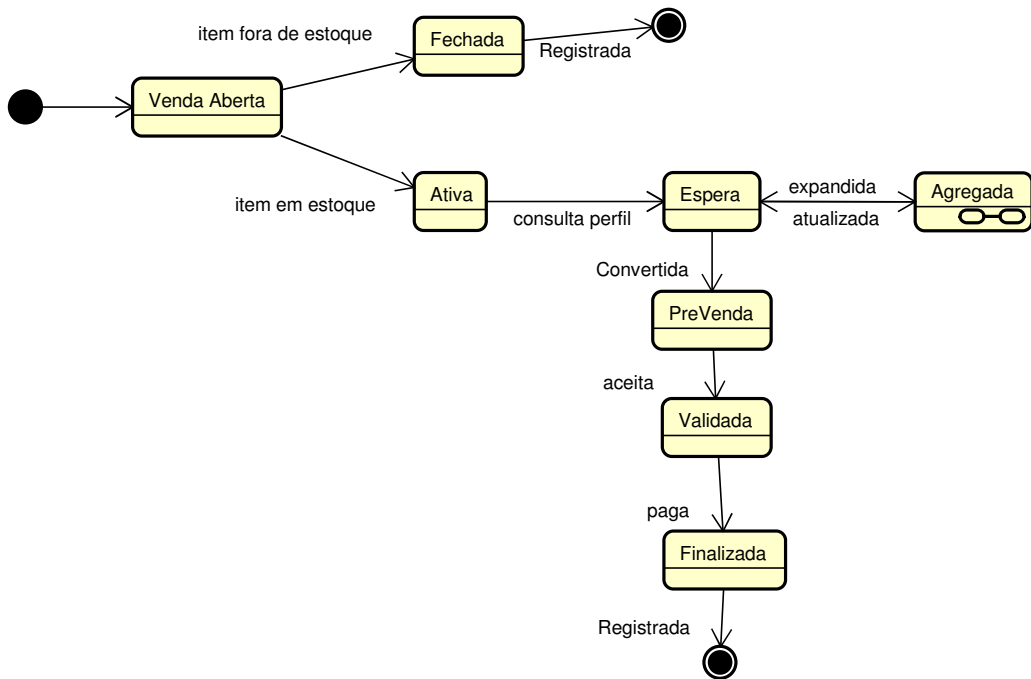 item fora de estoque
Fechada
Registrada
Venda Aberta
item em estoque
Ativa
consulta perfil
Espera
expandida
atualizada
Agregada
Convertida
PreVenda
aceita
Validada
paga
Finalizada
Registrada